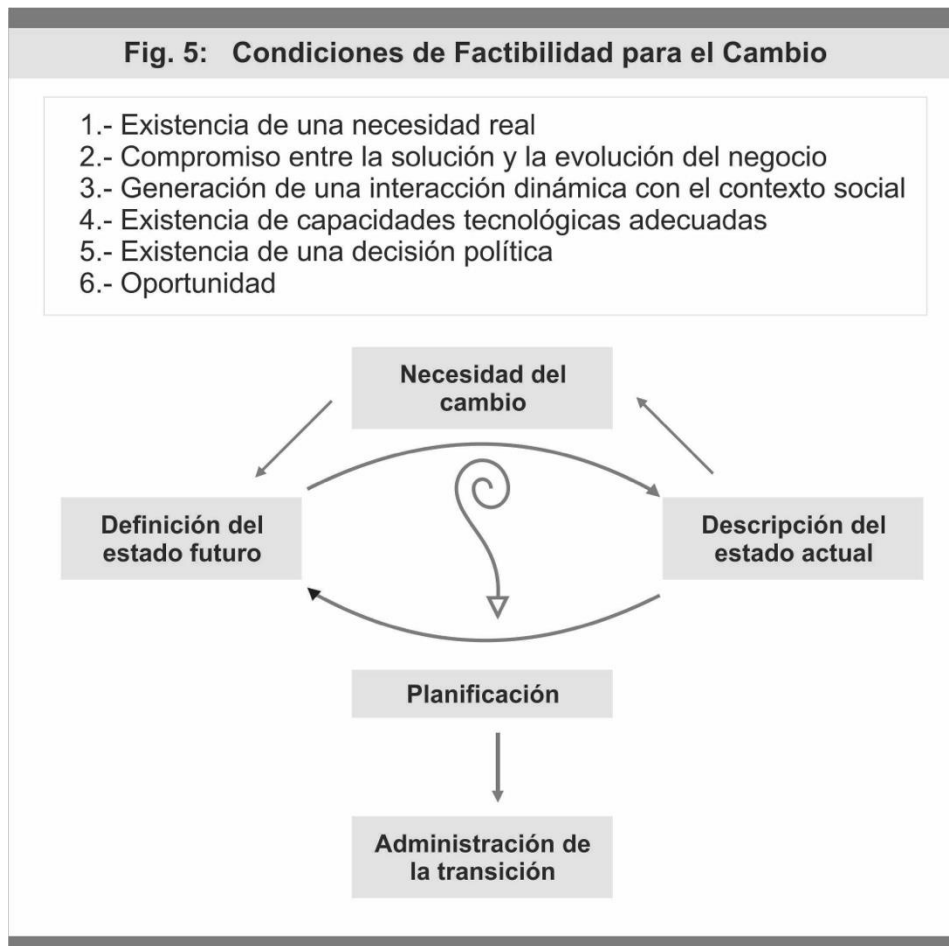 Fig. 5: Condiciones de Factibilidad para el Cambio
1.- Existencia de una necesidad real
2.- Compromiso entre la solución y la evolución del negocio
3.- Generación de una interacción dinámica con el contexto social
4.- Existencia de capacidades tecnológicas adecuadas
5.- Existencia de una decisión política
6.- Oportunidad
Necesidad del
cambio
Definición del
estado futuro
Descripción del
estado actual
Planificación
Administración de
la transición